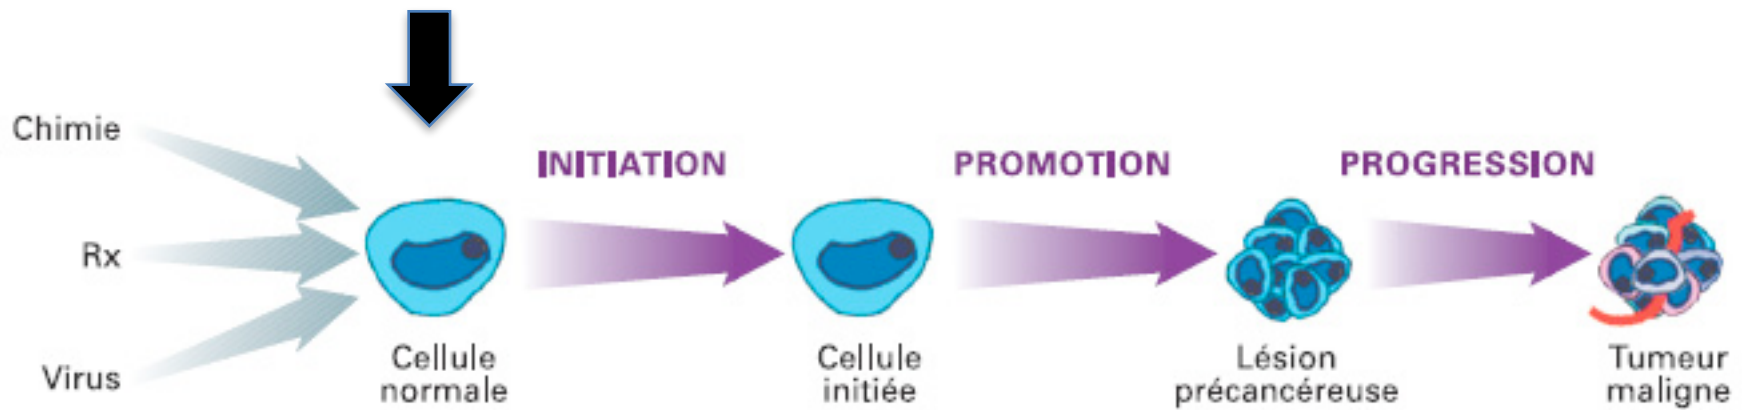 Chimie
Rx
Virus
INITIATION
PROMOTION
PROGRESSION
Cellule
normale
Cellule
initiée
Lésion
précancéreuse
Tumeur
maligne